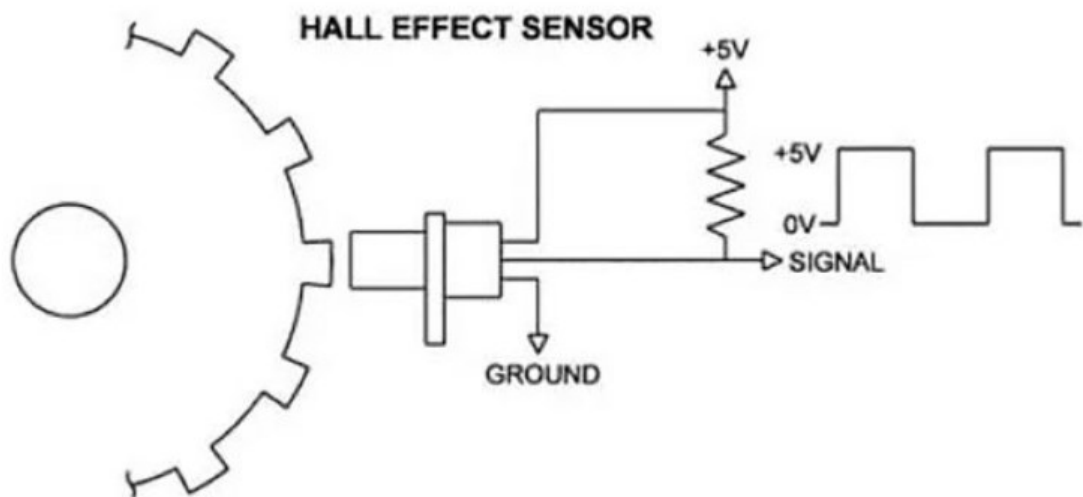 HALL EFFECT SENSOR
+5V
+5V
0V
SIGNAL
GROUND